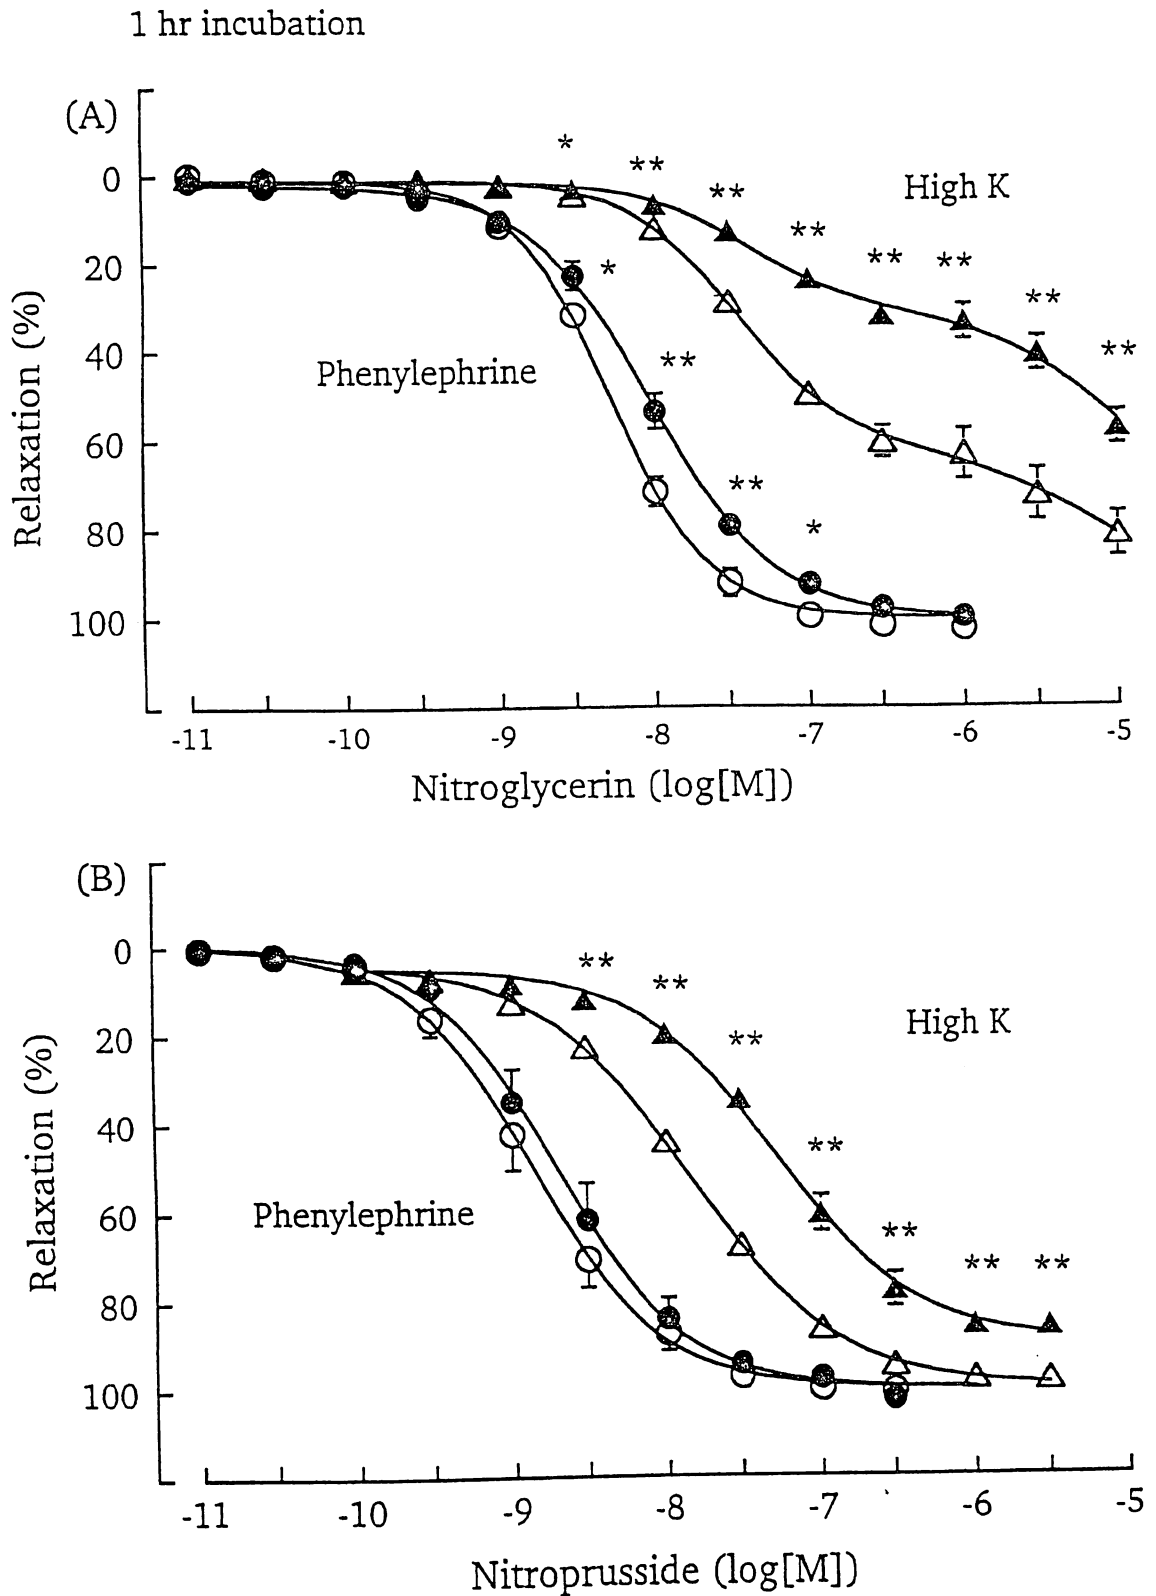 1 hr incubation
(A)
*
**
**
High K
0
**
**
**
20
*
**
**
40
Phenylephrine
**
60
**
80
*
100
Relaxation (%)
-11 -10 -9 -8 -7 -6 -5
Nitroglycerin (log[M])
(B)
0
**
**
High K
20
**
40
**
60
Phenylephrine
**
** **
80
100
Relaxation (%)
-11 -10 -9 -8 -7 -6 -5
Nitroprusside (log[M])